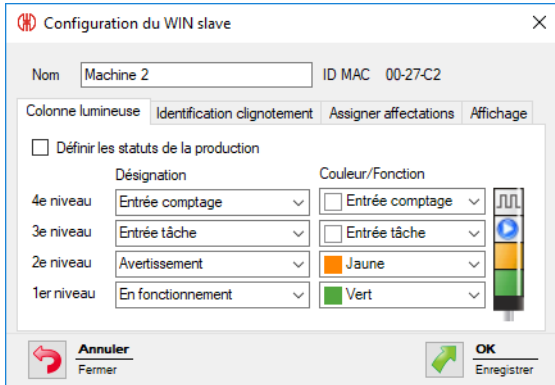 Configuration du WIN slave
Nom Machine 2 ID MAC 00-27-C2
Colonne lumineuse Identification clignotement Assigner affectations Affichage
Définir les statuts de la production
Désignation Couleur/Fonction
4e niveau Entrée comptage Entrée comptage
3e niveau Entrée tâche Entrée tâche
2e niveau Avertissement Jaune
1er niveau En fonctionnement Vert
Annuler OK
Fermer Enregistrer